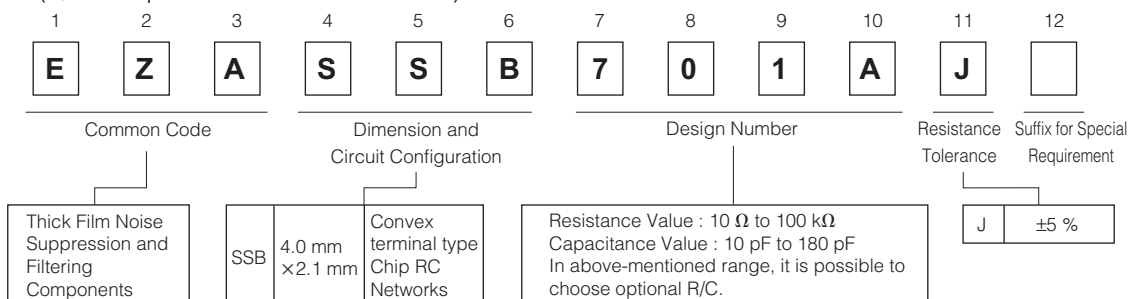 1 2 3 4 5 6 7 8 9 10 11 12
E Z A S S B 7 0 1 A J
Common Code
Dimension and
Circuit Configuration
Design Number
Resistance
Tolerance
Suffix for Special
Requirement
Thick Film Noise
Suppression and
Filtering
Components
SSB
4.0 mm
×2.1 mm
Convex
terminal type
Chip RC
Networks
Resistance Value : 10 Ω to 100 kΩ
Capacitance Value : 10 pF to 180 pF
In above-mentioned range, it is possible to
choose optional R/C.
J ±5 %